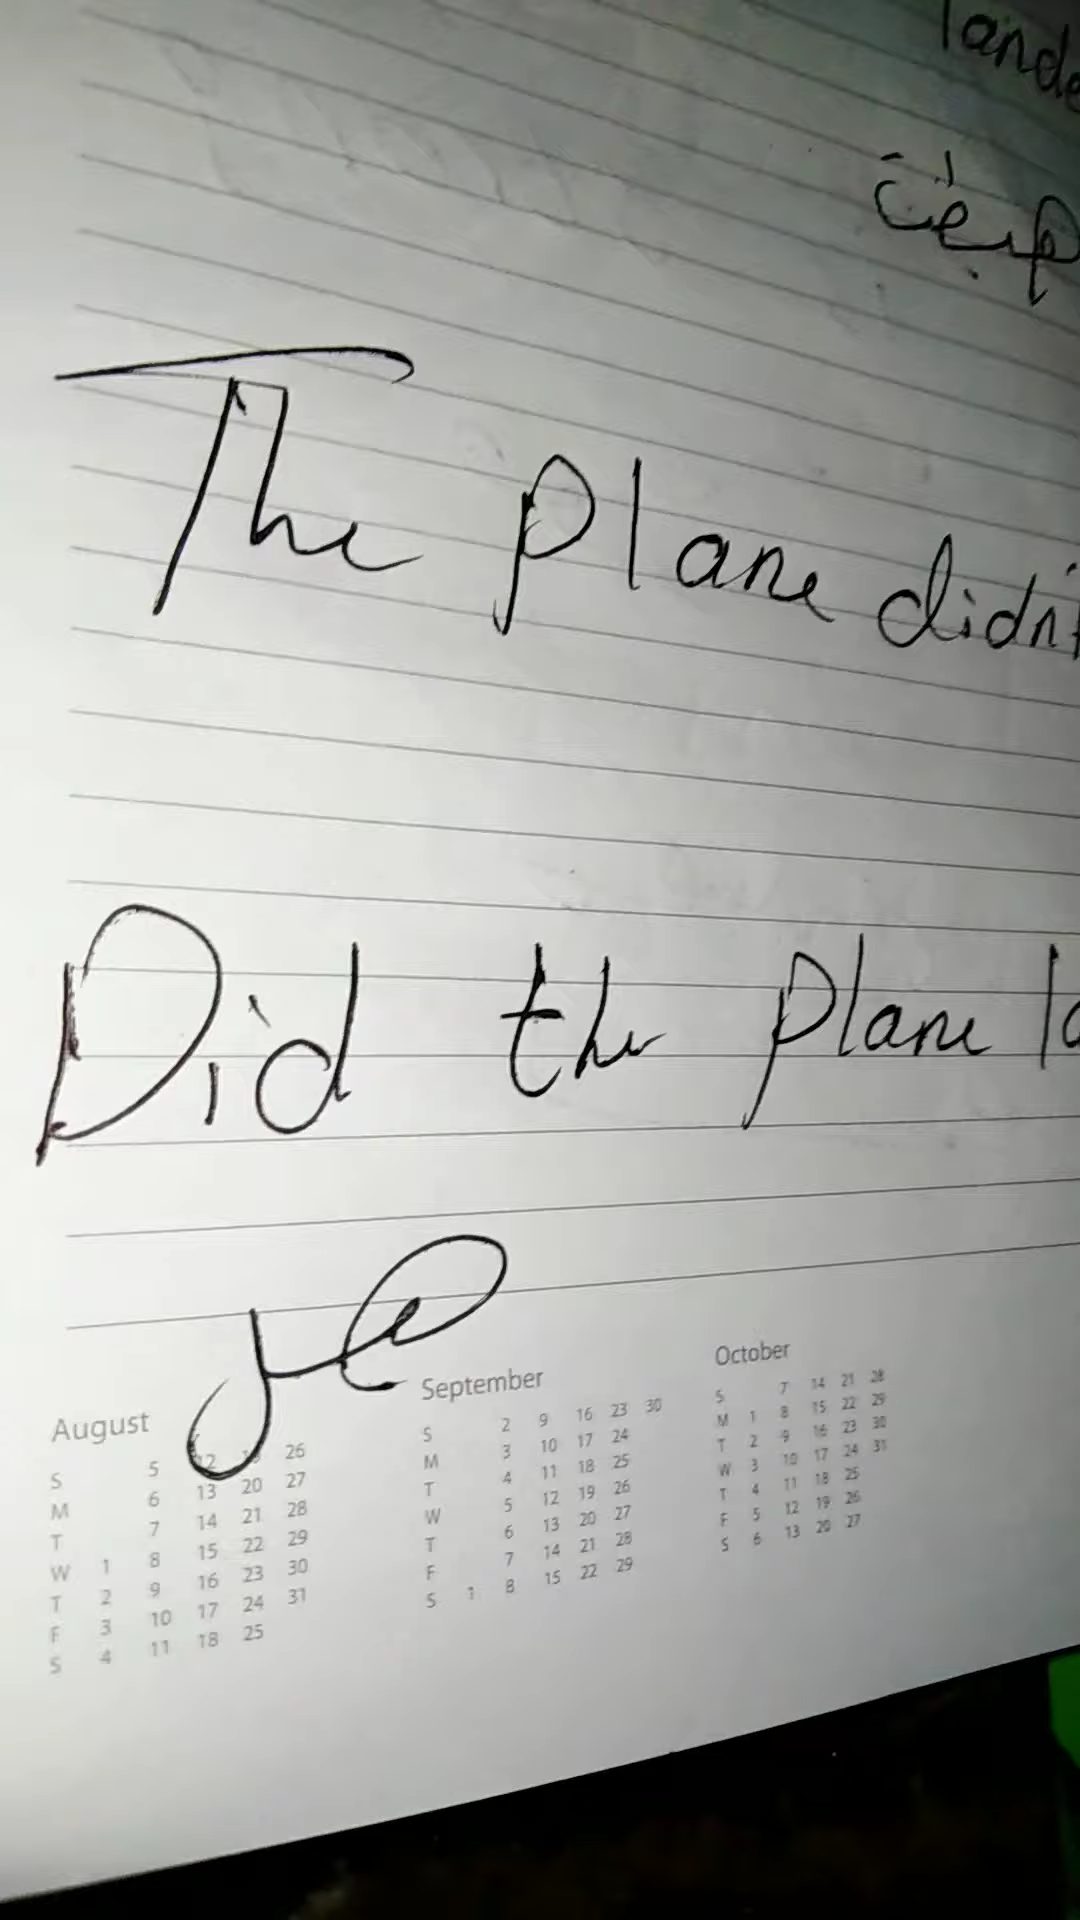 lande
هبطت
The plane didn't
Did the plane la
هل
August
September
October
S 5 12 19 26
M 6 13 20 27
T 7 14 21 28
W 1 8 15 22 29
T 2 9 16 23 30
F 3 10 17 24 31
S 4 11 18 25
S 2 9 16 23 30
M 3 10 17 24
T 4 11 18 25
W 5 12 19 26
T 6 13 20 27
F 7 14 21 28
S 1 8 15 22 29
S 7 14 21 28
M 1 8 15 22 29
T 2 9 16 23 30
W 3 10 17 24 31
T 4 11 18 25
F 5 12 19 26
S 6 13 20 27